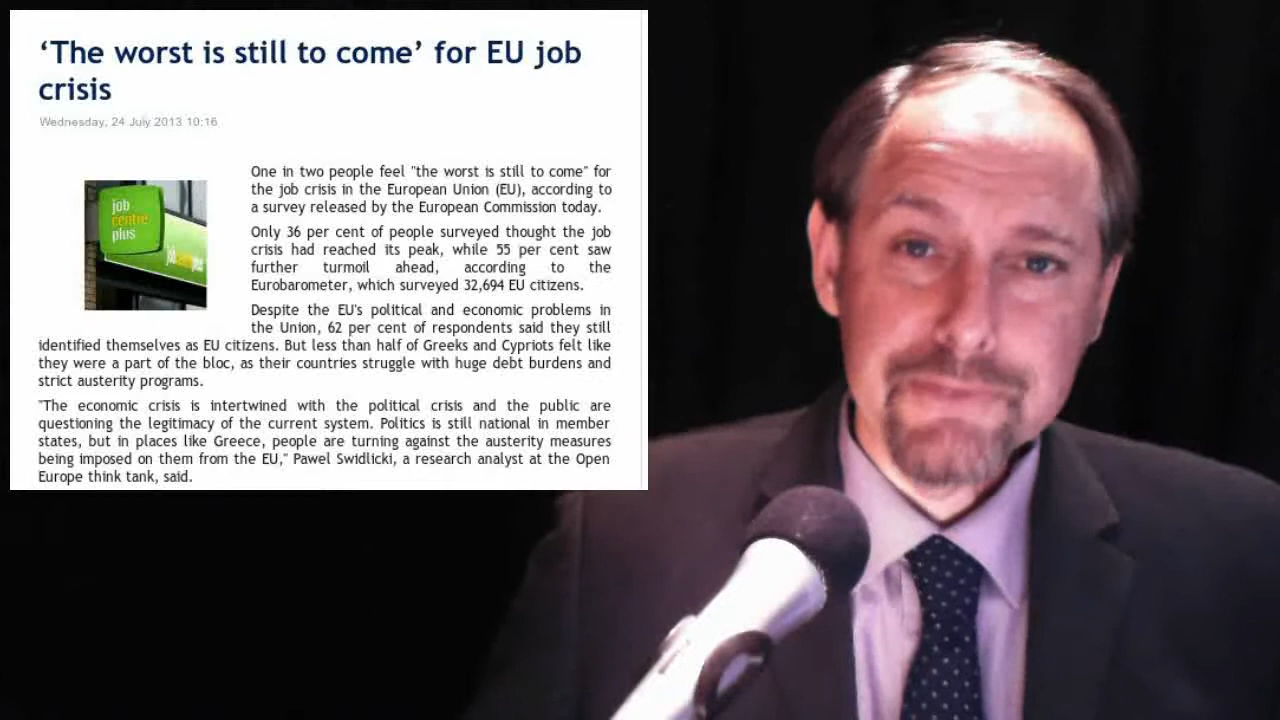 ‘The worst is still to come’ for EU job
crisis
Wednesday, 24 July 2013 10:16
job
centre
plus
One in two people feel "the worst is still to come" for
the job crisis in the European Union (EU), according to
a survey released by the European Commission today.
Only 36 per cent of people surveyed thought the job
crisis had reached its peak, while 55 per cent saw
further turmoil ahead, according to the
Eurobarometer, which surveyed 32,694 EU citizens.
Despite the EU's political and economic problems in
the Union, 62 per cent of respondents said they still
identified themselves as EU citizens. But less than half of Greeks and Cypriots felt like
they were a part of the bloc, as their countries struggle with huge debt burdens and
strict austerity programs.
"The economic crisis is intertwined with the political crisis and the public are
questioning the legitimacy of the current system. Politics is still national in member
states, but in places like Greece, people are turning against the austerity measures
being imposed on them from the EU," Pawel Swidlicki, a research analyst at the Open
Europe think tank, said.